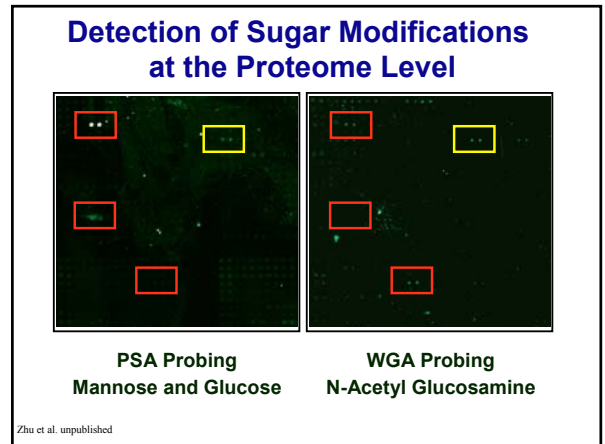 Detection of Sugar Modifications
at the Proteome Level
PSA Probing
Mannose and Glucose
WGA Probing
N-Acetyl Glucosamine
Zhu et al. unpublished